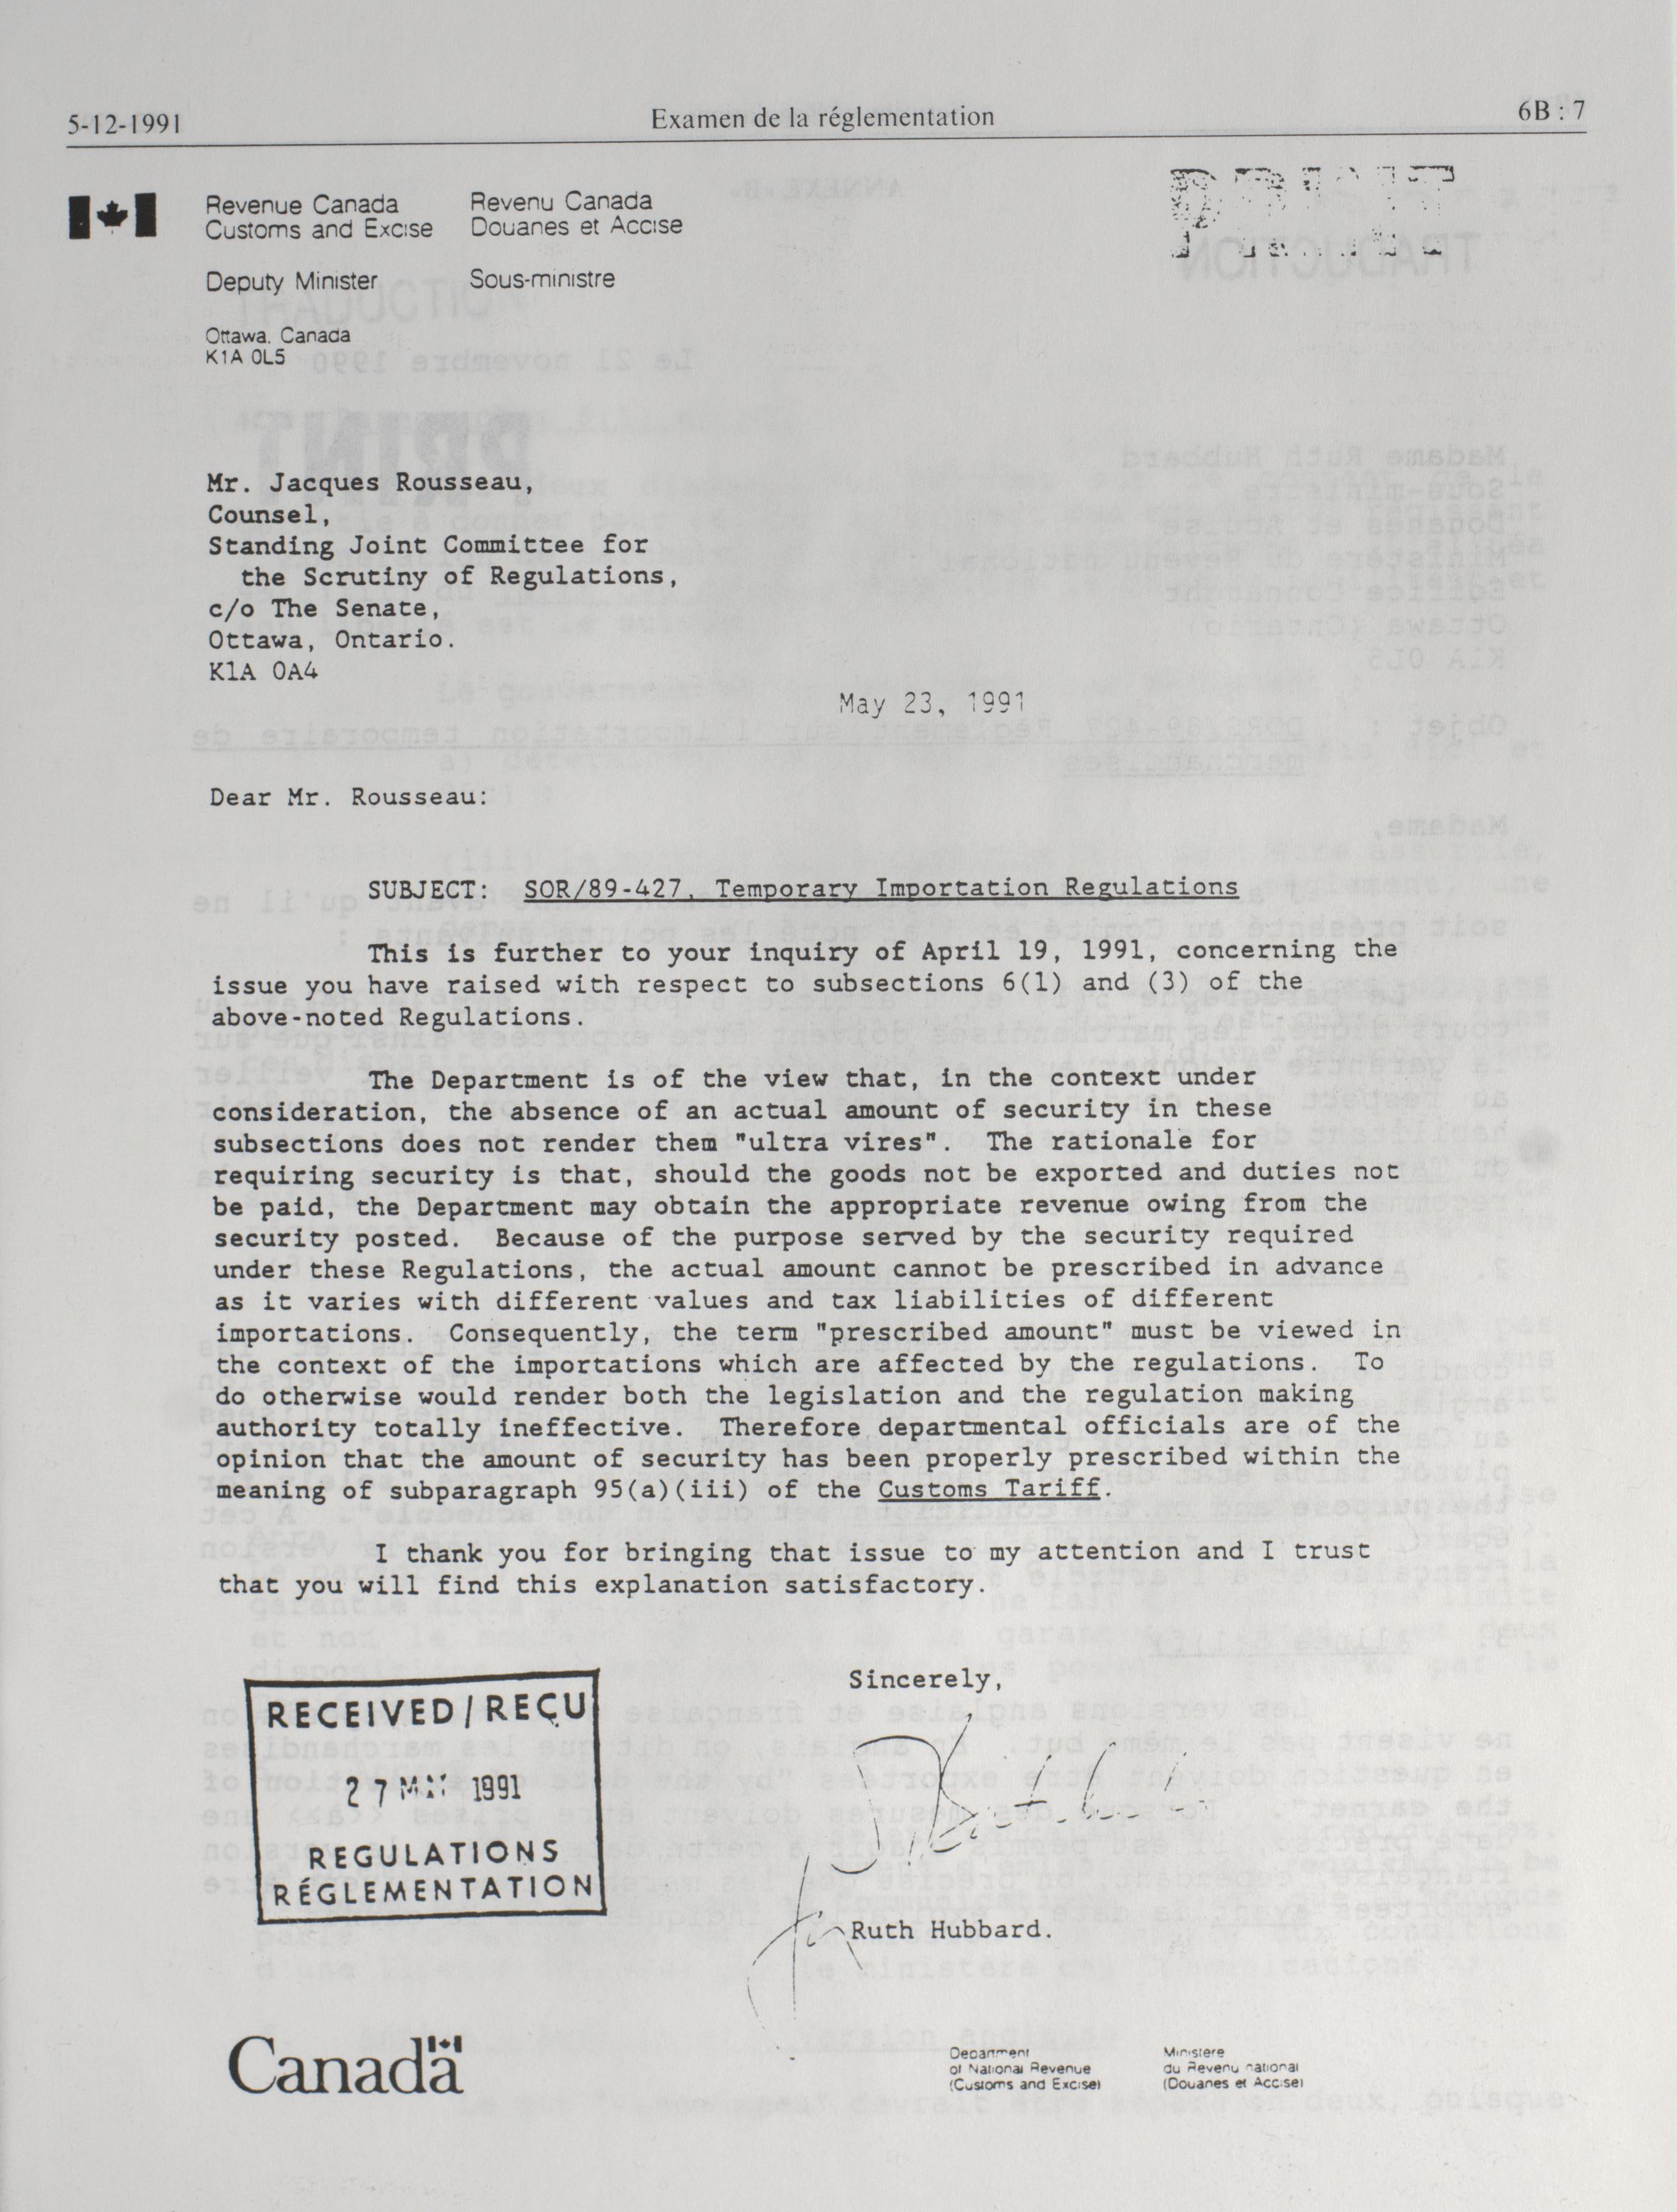 5-12-1991 Examen de la réglementation 6B : 7
Revenue Canada Revenu Canada
Customs and Excise Douanes et Accise
PRINT
Deputy Minister Sous-ministre
Ottawa, Canada
K1A 0L5
Mr. Jacques Rousseau,
Counsel,
Standing Joint Committee for
the Scrutiny of Regulations,
c/o The Senate,
Ottawa, Ontario.
K1A 0A4
May 23, 1991
Dear Mr. Rousseau:
SUBJECT: SOR/89-427, Temporary Importation Regulations
This is further to your inquiry of April 19, 1991, concerning the
issue you have raised with respect to subsections 6(1) and (3) of the
above-noted Regulations.
The Department is of the view that, in the context under
consideration, the absence of an actual amount of security in these
subsections does not render them "ultra vires". The rationale for
requiring security is that, should the goods not be exported and duties not
be paid, the Department may obtain the appropriate revenue owing from the
security posted. Because of the purpose served by the security required
under these Regulations, the actual amount cannot be prescribed in advance
as it varies with different values and tax liabilities of different
importations. Consequently, the term "prescribed amount" must be viewed in
the context of the importations which are affected by the regulations. To
do otherwise would render both the legislation and the regulation making
authority totally ineffective. Therefore departmental officials are of the
opinion that the amount of security has been properly prescribed within the
meaning of subparagraph 95(a)(iii) of the Customs Tariff.
I thank you for bringing that issue to my attention and I trust
that you will find this explanation satisfactory.
Sincerely,
RECEIVED / REÇU
27 1991
REGULATIONS
RÉGLEMENTATION
for Ruth Hubbard.
Canada
Department Ministère
of National Revenue du Revenu national
(Customs and Excise) (Douanes et Accise)